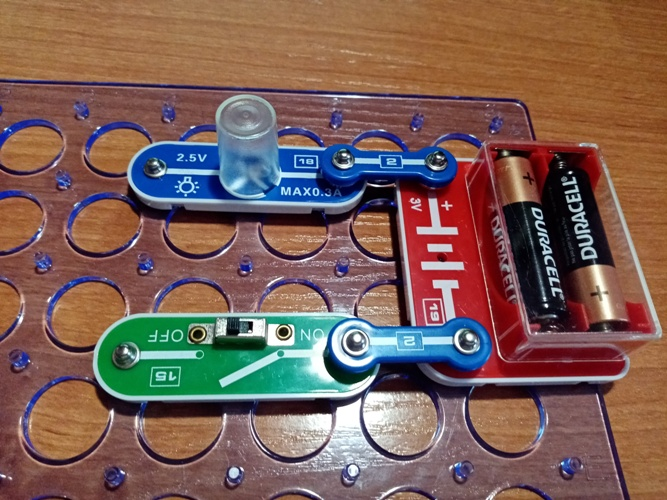 2.5V
18
MAX0.3A
2
+
3V
19
DURACELL
DURACELL®
+
+
OFF
ON
15
2